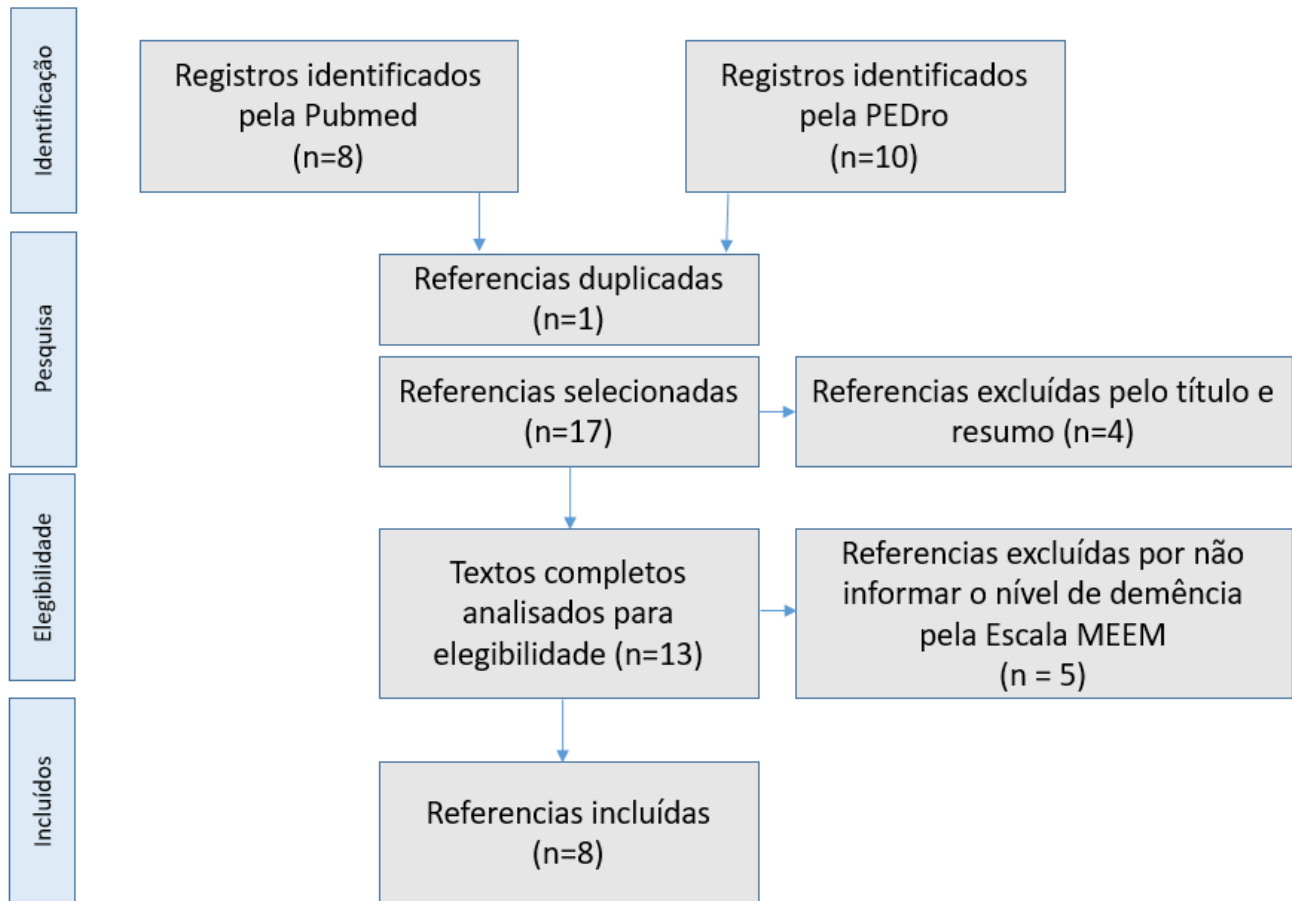 Identificação
Registros identificados
pela Pubmed
(n=8)
Registros identificados
pela PEDro
(n=10)
Pesquisa
Referencias duplicadas
(n=1)
Referencias selecionadas
(n=17)
Referencias excluídas pelo título e
resumo (n=4)
Elegibilidade
Textos completos
analisados para
elegibilidade (n=13)
Referencias excluídas por não
informar o nível de demência
pela Escala MEEM
(n = 5)
Incluídos
Referencias incluídas
(n=8)